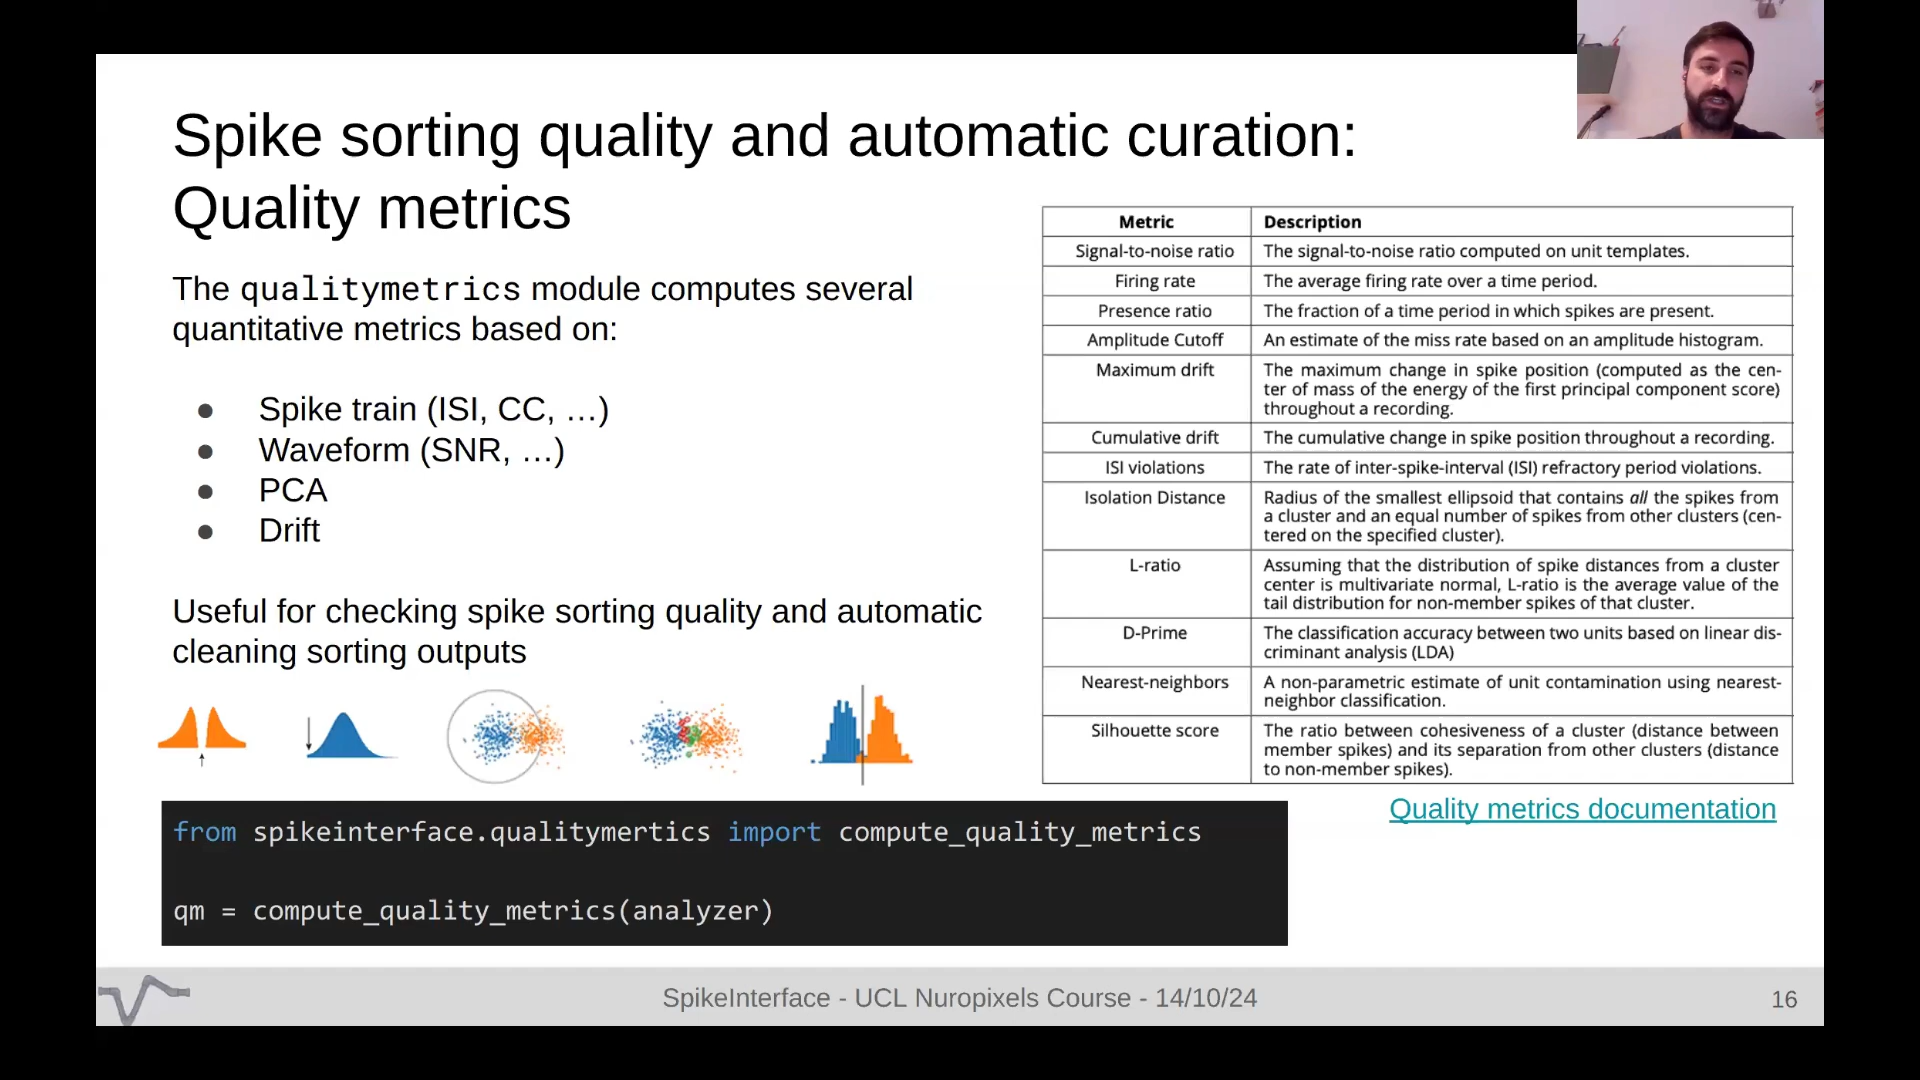 Spike sorting quality and automatic curation:
Quality metrics
The qualitymetrics module computes several
quantitative metrics based on:
● Spike train (ISI, CC, …)
● Waveform (SNR, …)
● PCA
● Drift
Useful for checking spike sorting quality and automatic
cleaning sorting outputs
Metric Description
Signal-to-noise ratio The signal-to-noise ratio computed on unit templates.
Firing rate The average firing rate over a time period.
Presence ratio The fraction of a time period in which spikes are present.
Amplitude Cutoff An estimate of the miss rate based on an amplitude histogram.
Maximum drift The maximum change in spike position (computed as the cen-
ter of mass of the energy of the first principal component score)
throughout a recording.
Cumulative drift The cumulative change in spike position throughout a recording.
ISI violations The rate of inter-spike-interval (ISI) refractory period violations.
Isolation Distance Radius of the smallest ellipsoid that contains all the spikes from
a cluster and an equal number of spikes from other clusters (cen-
tered on the specified cluster).
L-ratio Assuming that the distribution of spike distances from a cluster
center is multivariate normal, L-ratio is the average value of the
tail distribution for non-member spikes of that cluster.
D-Prime The classification accuracy between two units based on linear dis-
criminant analysis (LDA)
Nearest-neighbors A non-parametric estimate of unit contamination using nearest-
neighbor classification.
Silhouette score The ratio between cohesiveness of a cluster (distance between
member spikes) and its separation from other clusters (distance
to non-member spikes).
Quality metrics documentation
from spikeinterface.qualitymertics import compute_quality_metrics
qm = compute_quality_metrics(analyzer)
SpikeInterface - UCL Nuropixels Course - 14/10/24
16